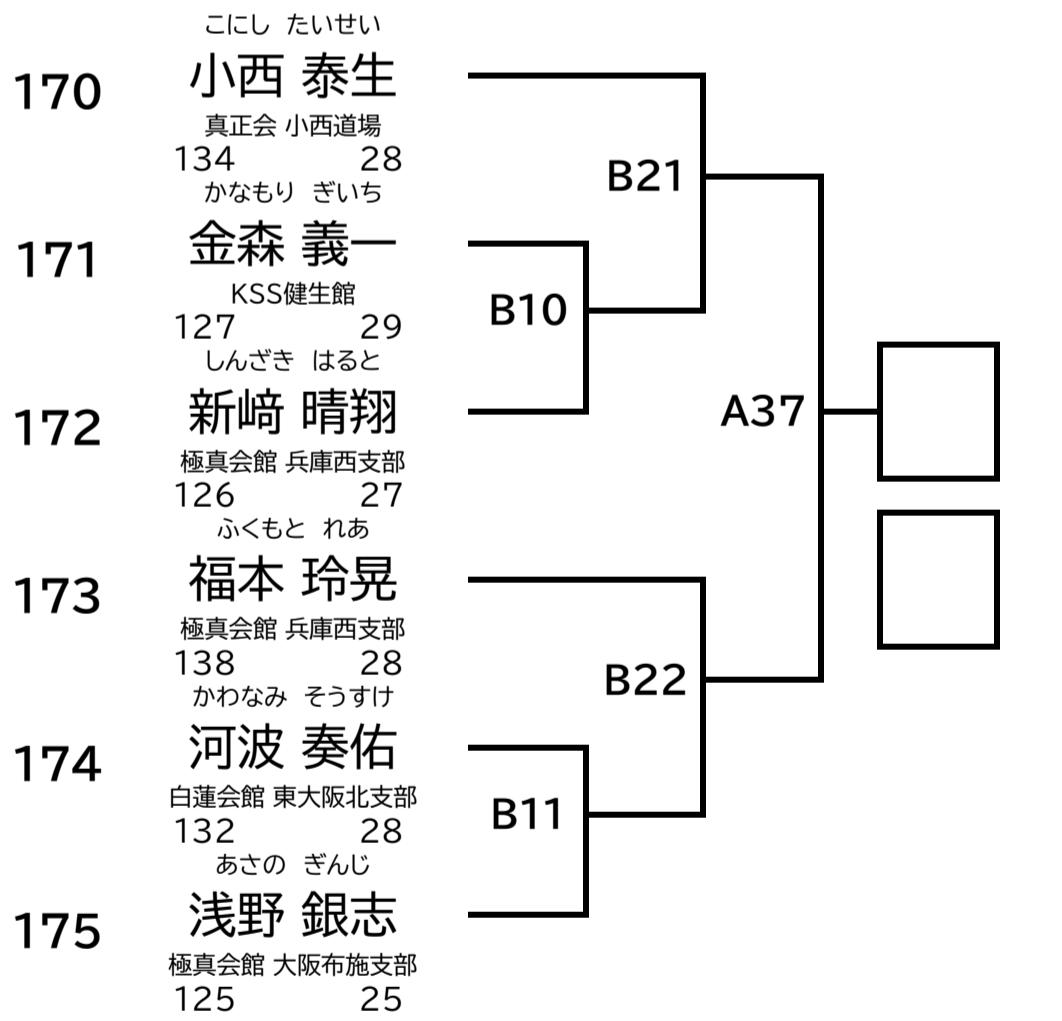 こにし たいせい
170 小西 泰生
真正会 小西道場
134 28
かなもり ぎいち
171 金森 義一
KSS健生館
127 29
しんざき はると
172 新﨑 晴翔
極真会館 兵庫西支部
126 27
ふくもと れあ
173 福本 玲晃
極真会館 兵庫西支部
138 28
かわなみ そうすけ
174 河波 奏佑
白蓮会館 東大阪北支部
132 28
あさの ぎんじ
175 浅野 銀志
極真会館 大阪布施支部
125 25
B21
B10
A37
B22
B11